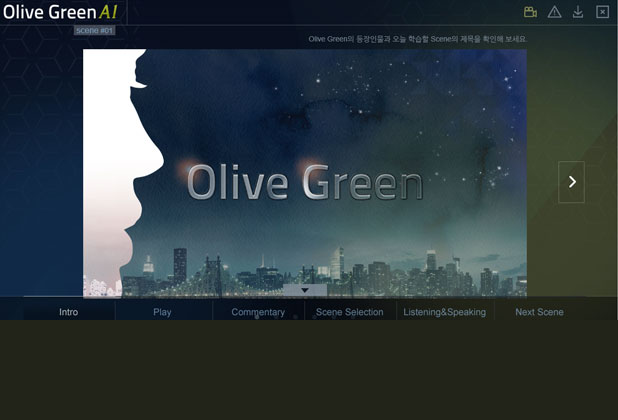 Olive Green AI
scene #01
Olive Green의 등장인물과 오늘 학습할 Scene의 제목을 확인해 보세요.
Olive Green
Intro
Play
Commentary
Scene Selection
Listening&Speaking
Next Scene